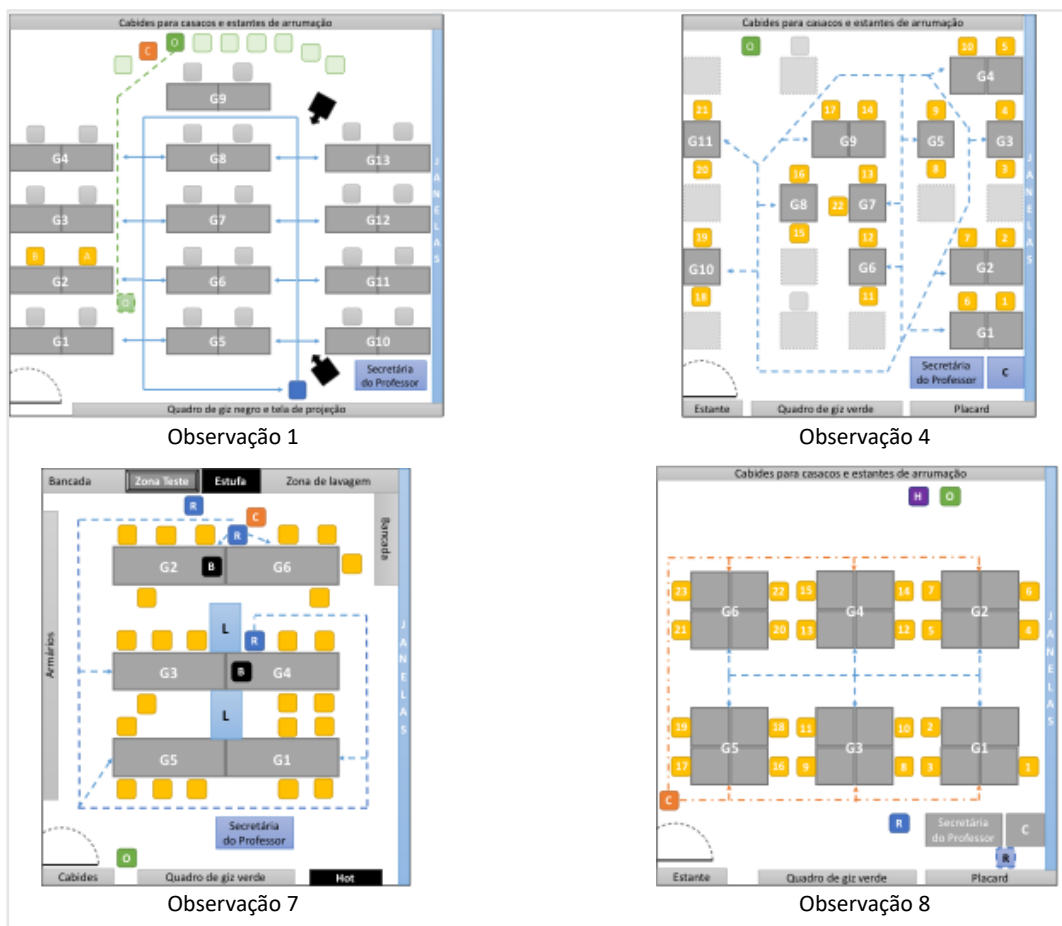 Cabides para casacos e estantes de arrumação
C
O
G9
G4
G8
G13
G3
G7
G12
B
A
G2
G6
G11
O
G1
G5
G10
JANELAS
Secretária
do Professor
Quadro de giz negro e tela de projeção
Observação 1
Cabides para casacos e estantes de arrumação
O
10
5
G4
21
17
14
9
4
G11
G9
G5
G3
20
16
13
8
3
G8
22
G7
19
15
12
7
2
G10
G6
G2
18
11
6
1
G1
JANELAS
Secretária
do Professor
C
Estante
Quadro de giz verde
Placard
Observação 4
Bancada
Zona Teste
Estufa
Zona de lavagem
R
C
R
Bancada
G2
B
G6
Armários
L
R
G3
B
G4
L
G5
G1
JANELAS
Secretária
do Professor
O
Cabides
Quadro de giz verde
Hot
Observação 7
Cabides para casacos e estantes de arrumação
H
O
23
22
15
14
7
6
G6
G4
G2
21
20
13
12
5
4
19
18
11
10
2
G5
G3
G1
17
16
9
8
3
1
C
JANELAS
R
Secretária
do Professor
C
R
Estante
Quadro de giz verde
Placard
Observação 8